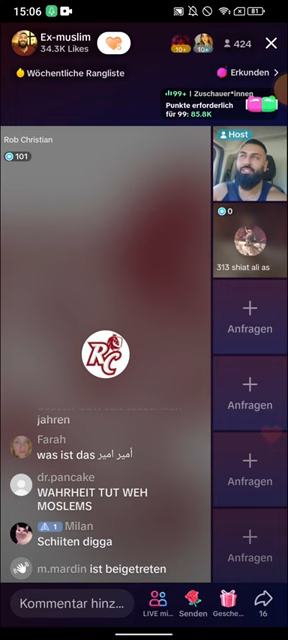 15:06
81
Ex-muslim
34.3K Likes
10+
10+
424
Wöchentliche Rangliste
Erkunden >
99+ | Zuschauer*innen
Punkte erforderlich
für 99: 85.8K
Rob Christian
101
Host
0
313 shiat ali as
Anfragen
Anfragen
Anfragen
Anfragen
RC
jahren
Farah
was ist das أمير امير
dr.pancake
WAHRHEIT TUT WEH
MOSLEMS
1 Milan
Schiiten digga
m.mardin ist beigetreten
Kommentar hinz...
LIVE mi...
Senden
Gesche...
16